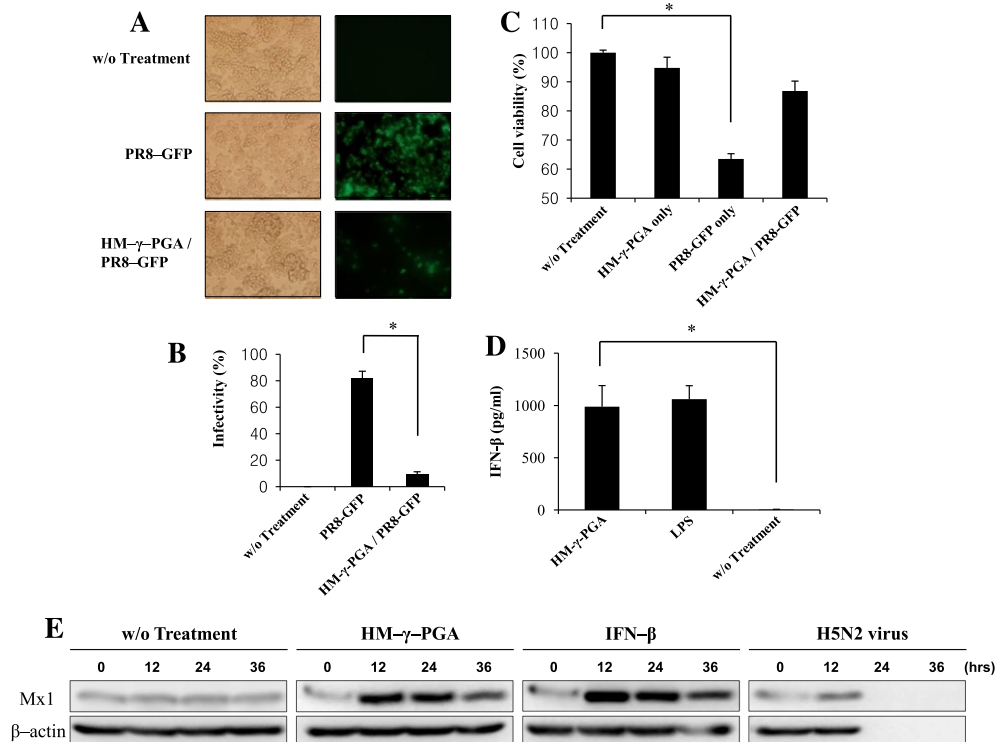 A
w/o Treatment
PR8–GFP
HM–γ–PGA /
PR8–GFP
C
*
Cell viability (%)
110
100
90
80
70
60
50
w/o Treatment
HM-γ-PGA only
PR8-GFP only
HM-γ-PGA / PR8-GFP
B
*
Infectivity (%)
100
80
60
40
20
0
w/o Treatment
PR8-GFP
HM-γ-PGA / PR8-GFP
D
*
IFN-β (pg/ml)
1500
1000
500
0
HM-γ-PGA
LPS
w/o Treatment
E
w/o Treatment HM–γ–PGA IFN–β H5N2 virus
0 12 24 36 0 12 24 36 0 12 24 36 0 12 24 36 (hrs)
Mx1
β–actin